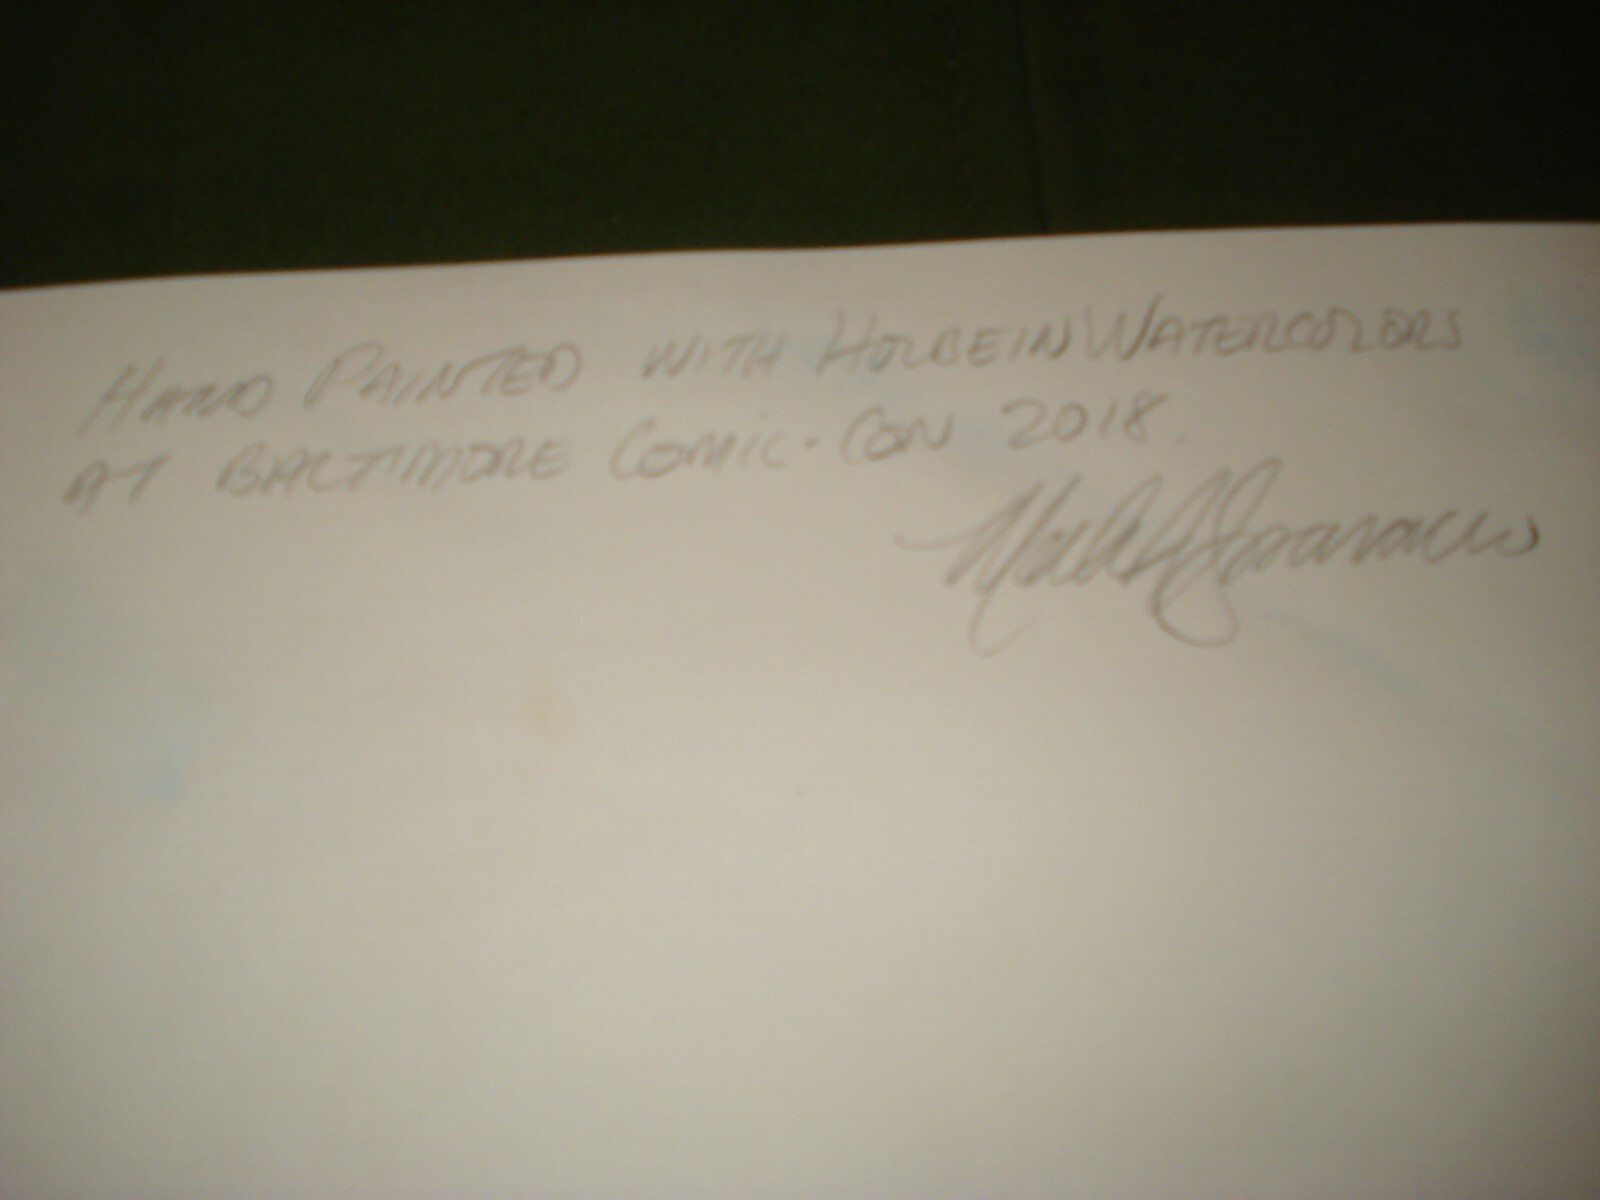 HAND PAINTED WITH HOLBEIN WATERCOLORS
AT BALTIMORE COMIC-CON 2018.